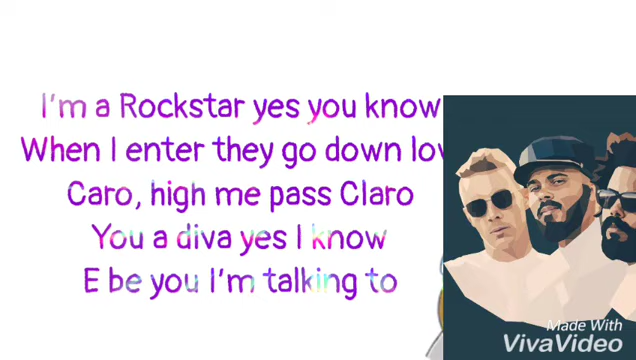 I'm a Rockstar yes you know
When I enter they go down low
Caro, high me pass Claro
You a diva yes I know
E be you I'm talking to
Made With
VivaVideo